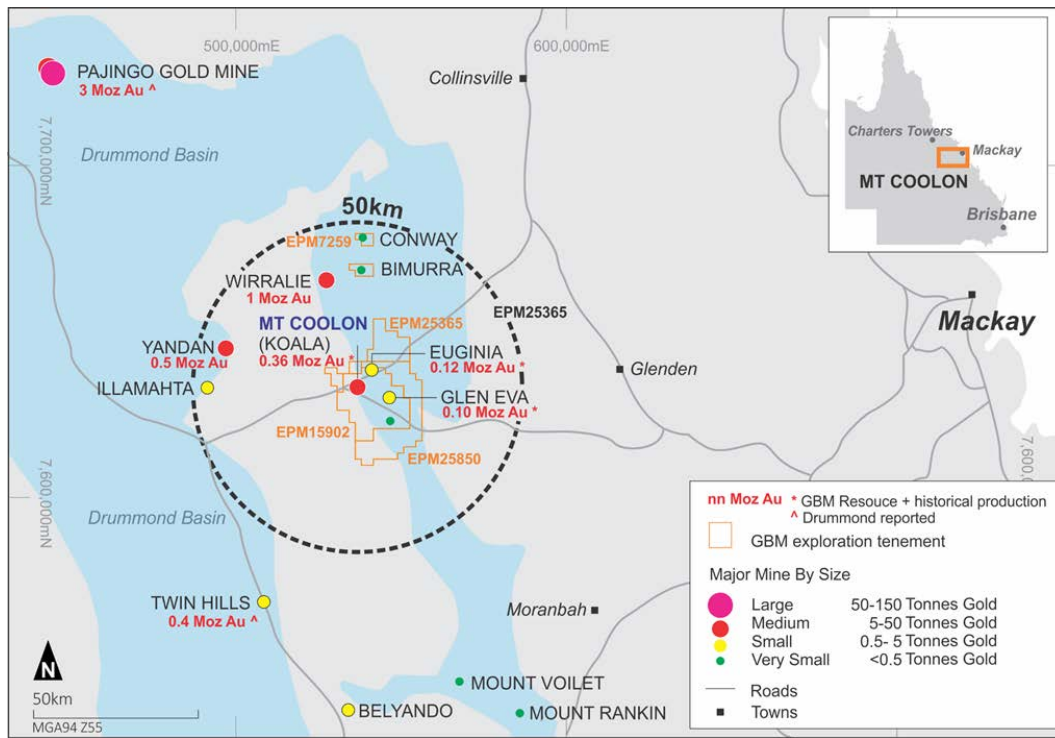 500,000mE
600,000mE
PAJINGO GOLD MINE
3 Moz Au ^
Collinsville
7,700,000mN
Drummond Basin
Charters Towers
Mackay
MT COOLON
Brisbane
50km
EPM7259
CONWAY
BIMURRA
WIRRALIE
1 Moz Au
EPM25365
EPM25365
MT COOLON
(KOALA)
0.36 Moz Au *
EUGINIA
0.12 Moz Au *
YANDAN
0.5 Moz Au
ILLAMAHTA
GLEN EVA
0.10 Moz Au *
Glenden
Mackay
EPM15902
EPM25850
7,600,000mN
7,600,0
Drummond Basin
TWIN HILLS
0.4 Moz Au ^
Moranbah
MOUNT VOILET
BELYANDO
MOUNT RANKIN
N
50km
MGA94 Z55
nn Moz Au * GBM Resouce + historical production
^ Drummond reported
GBM exploration tenement
Major Mine By Size
Large 50-150 Tonnes Gold
Medium 5-50 Tonnes Gold
Small 0.5- 5 Tonnes Gold
Very Small <0.5 Tonnes Gold
Roads
Towns